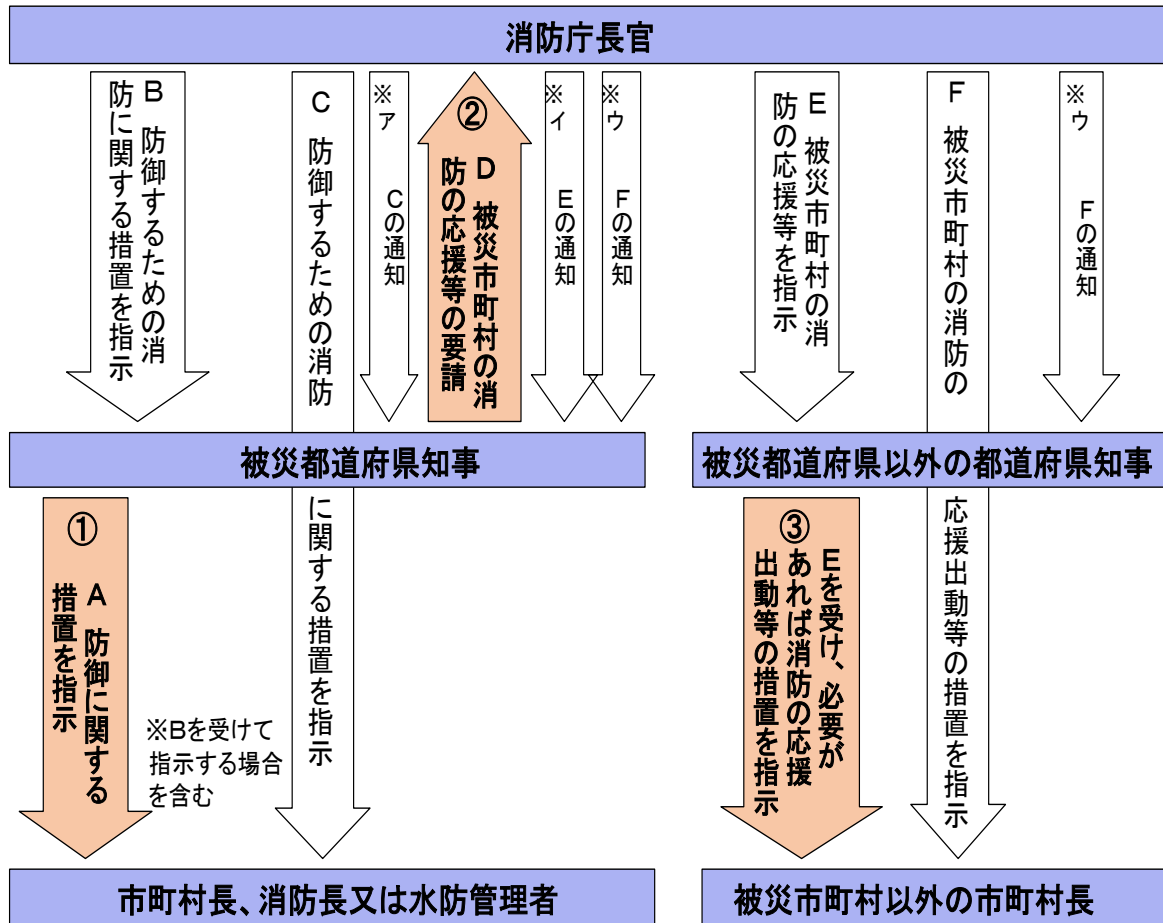 消防庁長官
B 防御するための消
防に関する措置を指示
C 防御するための消防
に関する措置を指示
※ア
Cの通知
②
D 被災市町村の消
防の応援等の要請
※イ
Eの通知
※ウ
Fの通知
E 被災市町村の消
防の応援等を指示
F 被災市町村の消防の
応援出動等の措置を指示
※ウ
Fの通知
被災都道府県知事
被災都道府県以外の都道府県知事
①
A 防御に関する
措置を指示
※Bを受けて
指示する場合
を含む
③
Eを受け、必要が
あれば消防の応援
出動等の措置を指示
市町村長、消防長又は水防管理者
被災市町村以外の市町村長